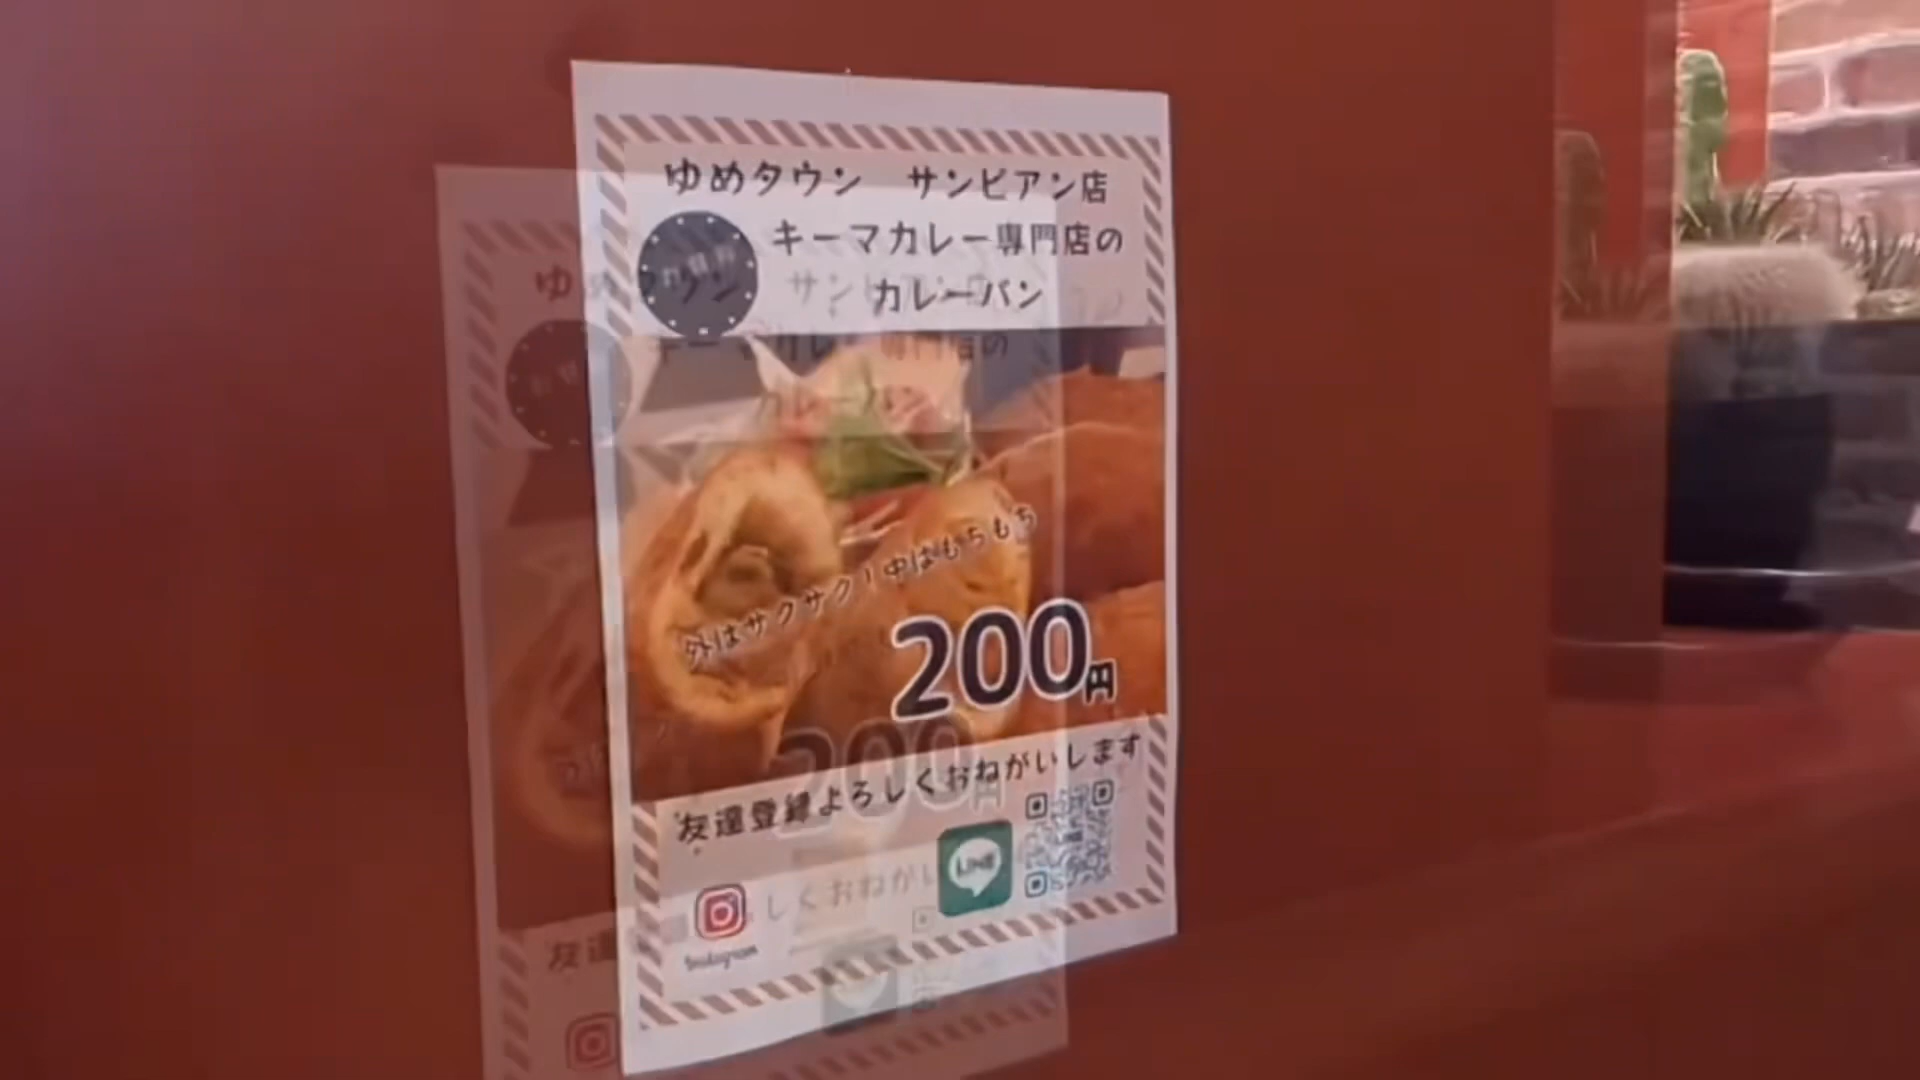 ゆめタウン サンピアン店
キーマカレー専門店の
カレーパン
外はサクサク!中はもちもち
200円
友達登録よろしくおねがいします
LINE
Instagram